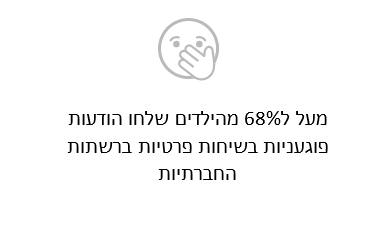 מעל ל68% מהילדים שלחו הודעות
פוגעניות בשיחות פרטיות ברשתות
החברתיות